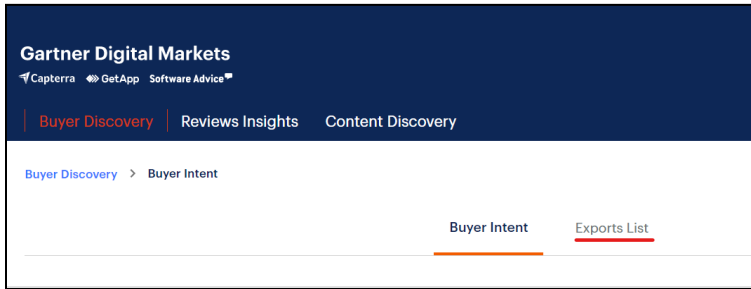 Gartner Digital Markets
Capterra GetApp Software Advice
Buyer Discovery Reviews Insights Content Discovery
Buyer Discovery > Buyer Intent
Buyer Intent Exports List